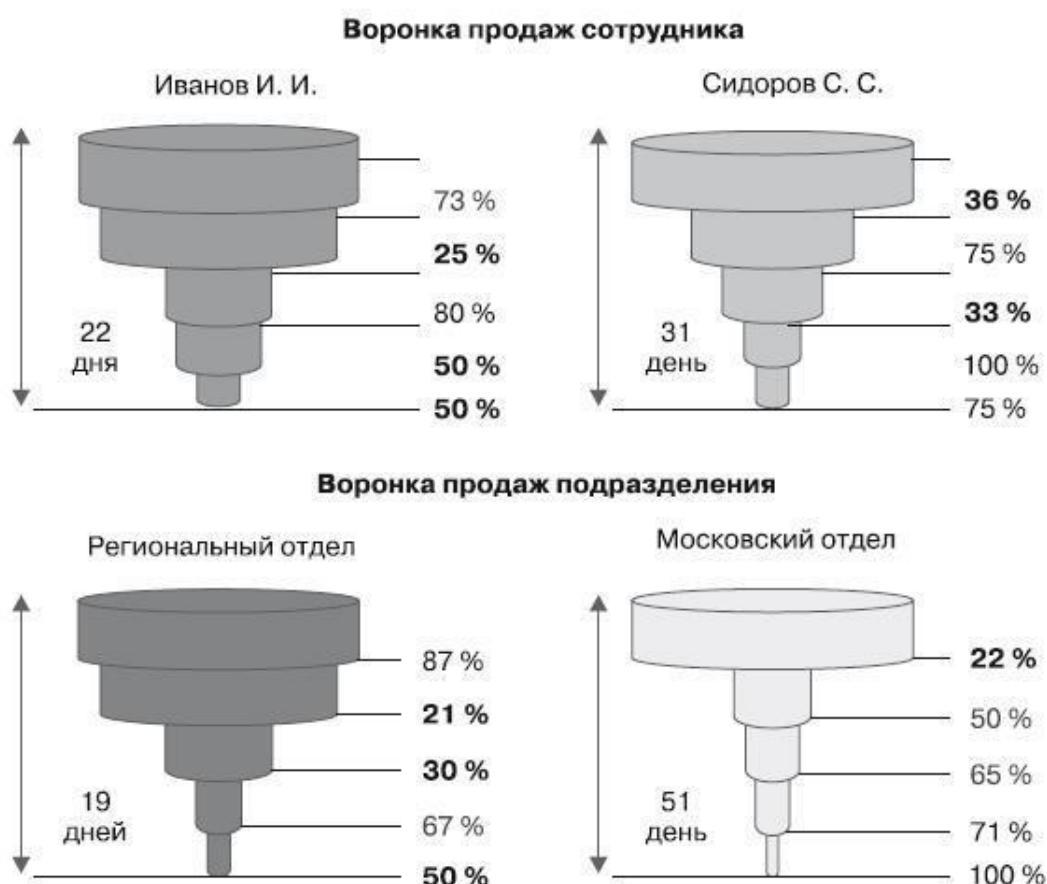 Воронка продаж сотрудника
Иванов И. И.
73 %
25 %
80 %
50 %
50 %
22
дня
Сидоров С. С.
36 %
75 %
33 %
100 %
75 %
31
день
Воронка продаж подразделения
Региональный отдел
87 %
21 %
30 %
67 %
50 %
19
дней
Московский отдел
22 %
50 %
65 %
71 %
100 %
51
день